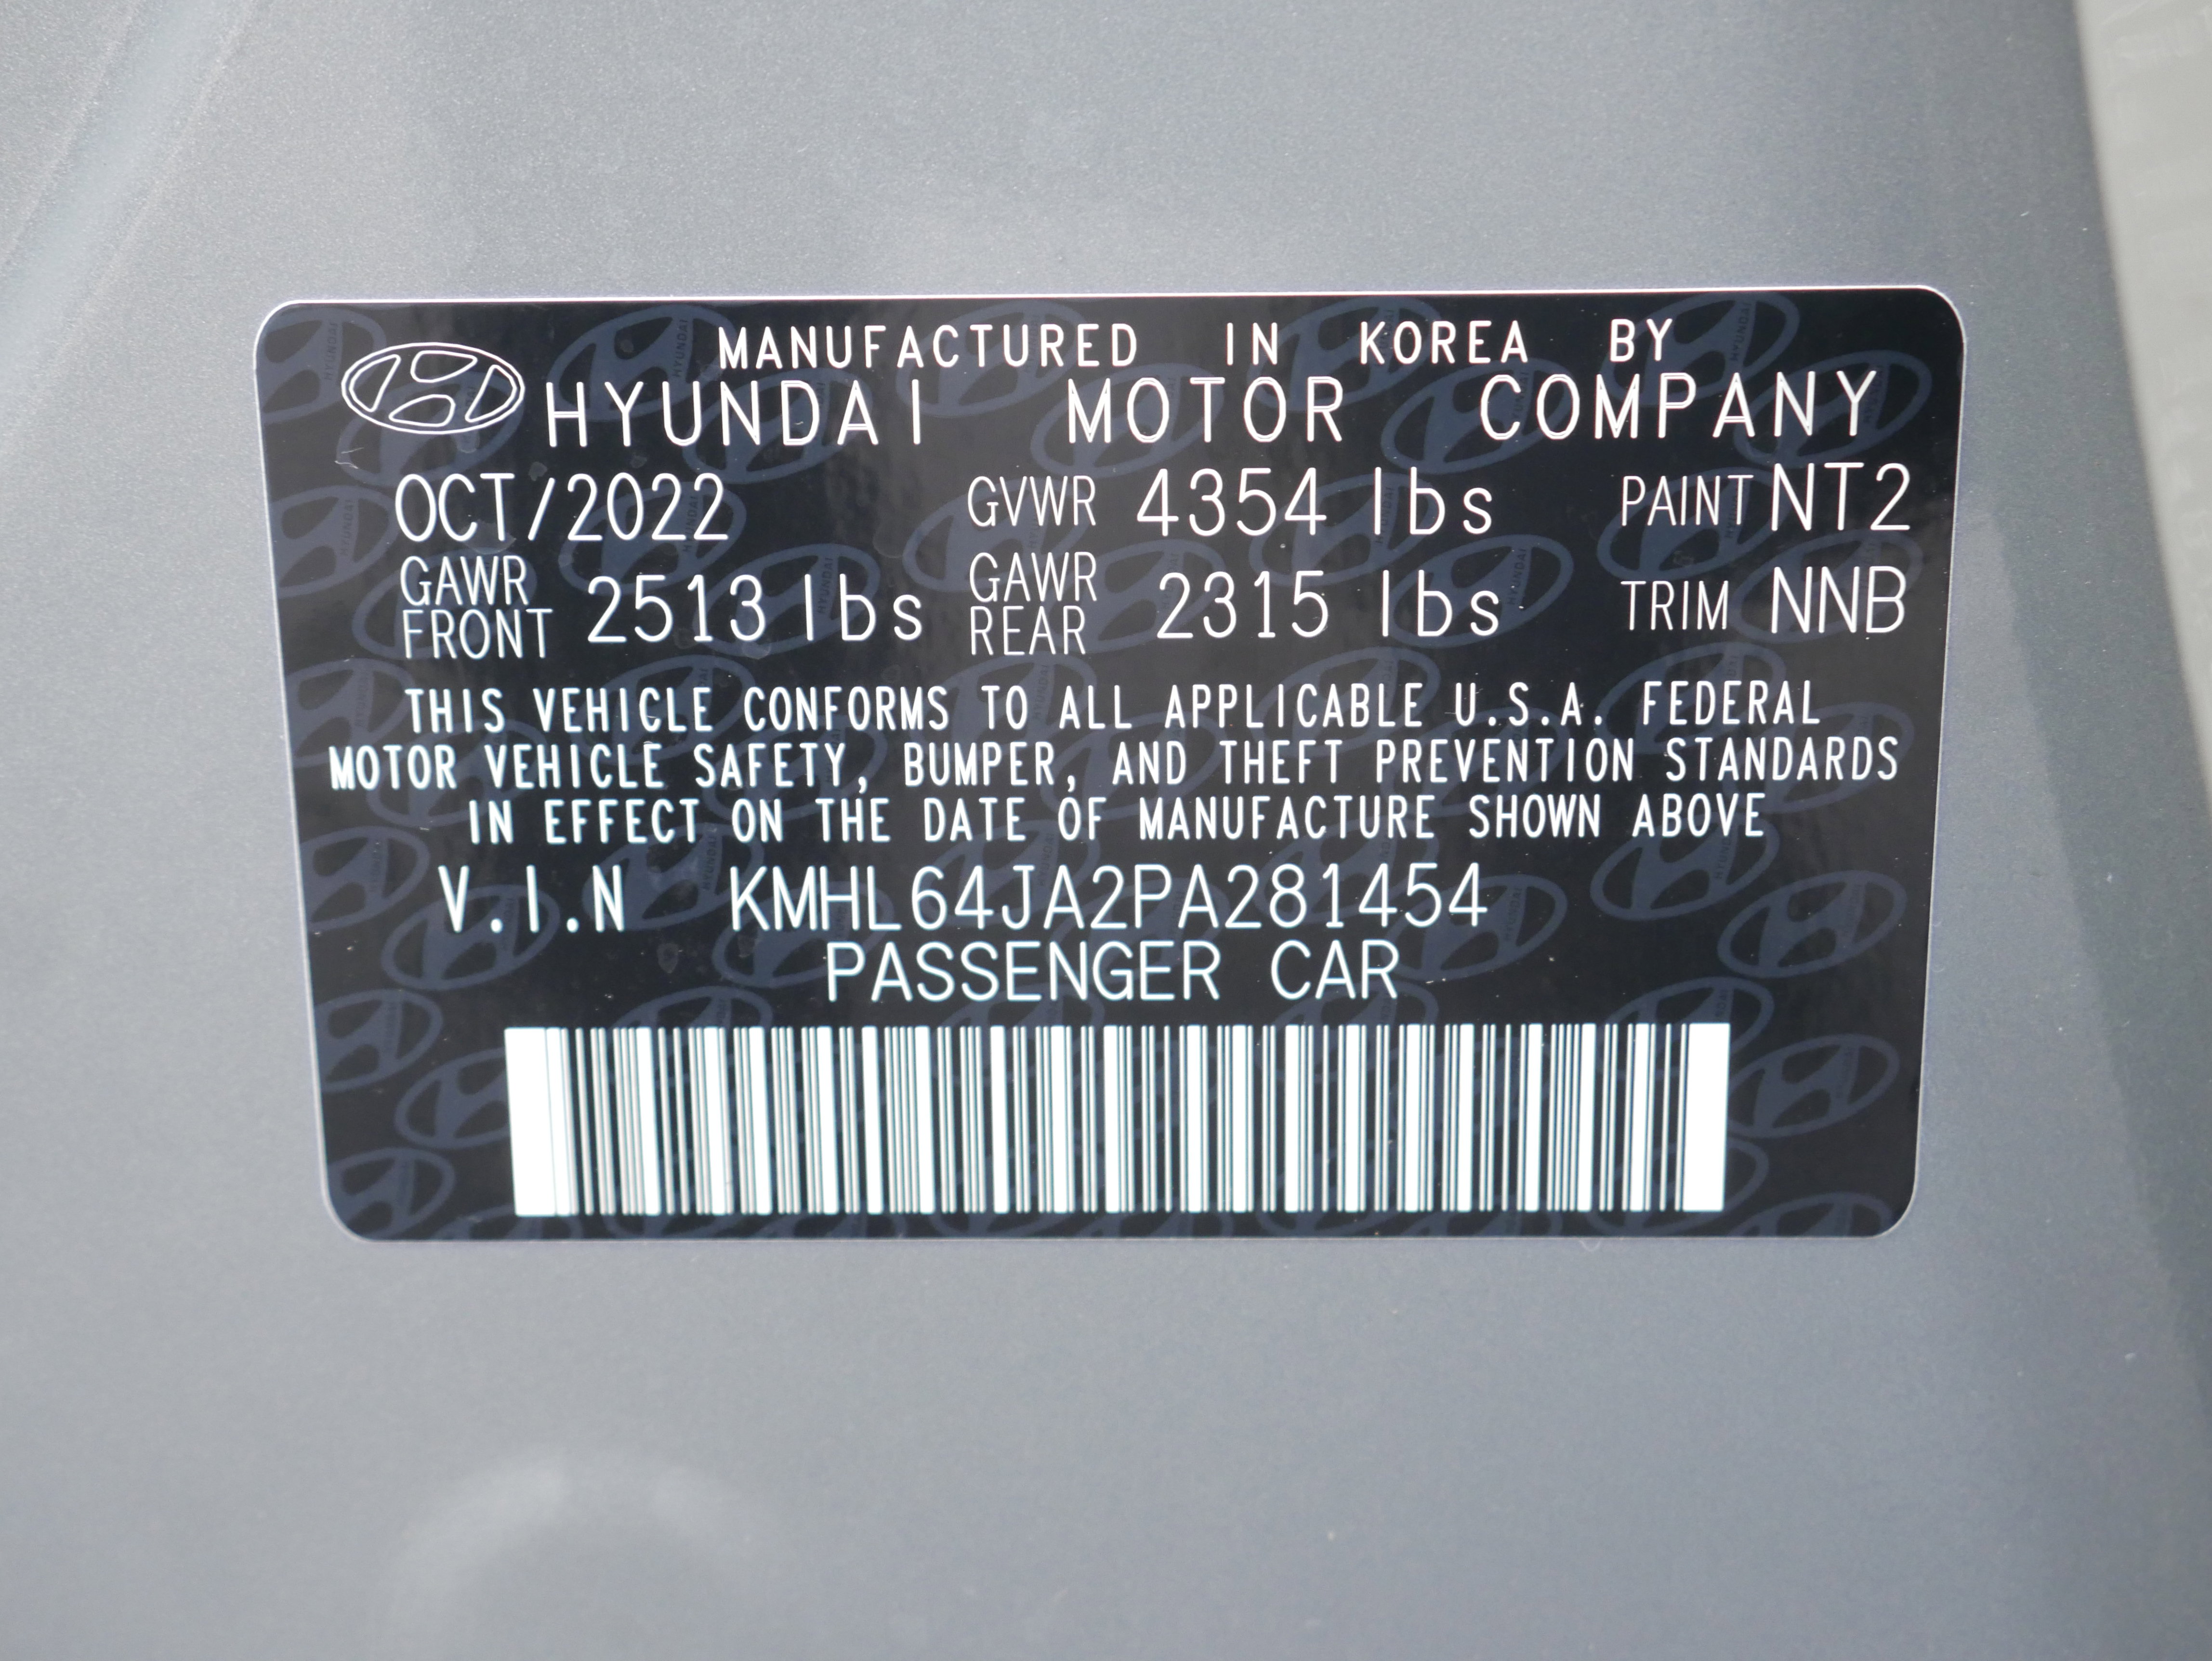 MANUFACTURED IN KOREA BY
HYUNDAI MOTOR COMPANY
OCT/2022 GVWR 4354 lbs PAINT NT2
GAWR FRONT 2513 lbs GAWR REAR 2315 lbs TRIM NNB
THIS VEHICLE CONFORMS TO ALL APPLICABLE U.S.A. FEDERAL
MOTOR VEHICLE SAFETY, BUMPER, AND THEFT PREVENTION STANDARDS
IN EFFECT ON THE DATE OF MANUFACTURE SHOWN ABOVE
V.I.N KMHL64JA2PA281454
PASSENGER CAR